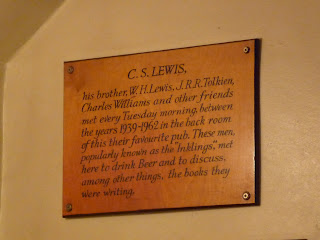 C. S. LEWIS,
his brother, W. H. Lewis, J. R. R. Tolkien,
Charles Williams and other friends
met every Tuesday morning, between
the years 1939-1962 in the back room
of this their favourite pub. These men,
popularly known as the "Inklings", met
here to drink Beer and to discuss,
among other things, the books they
were writing.